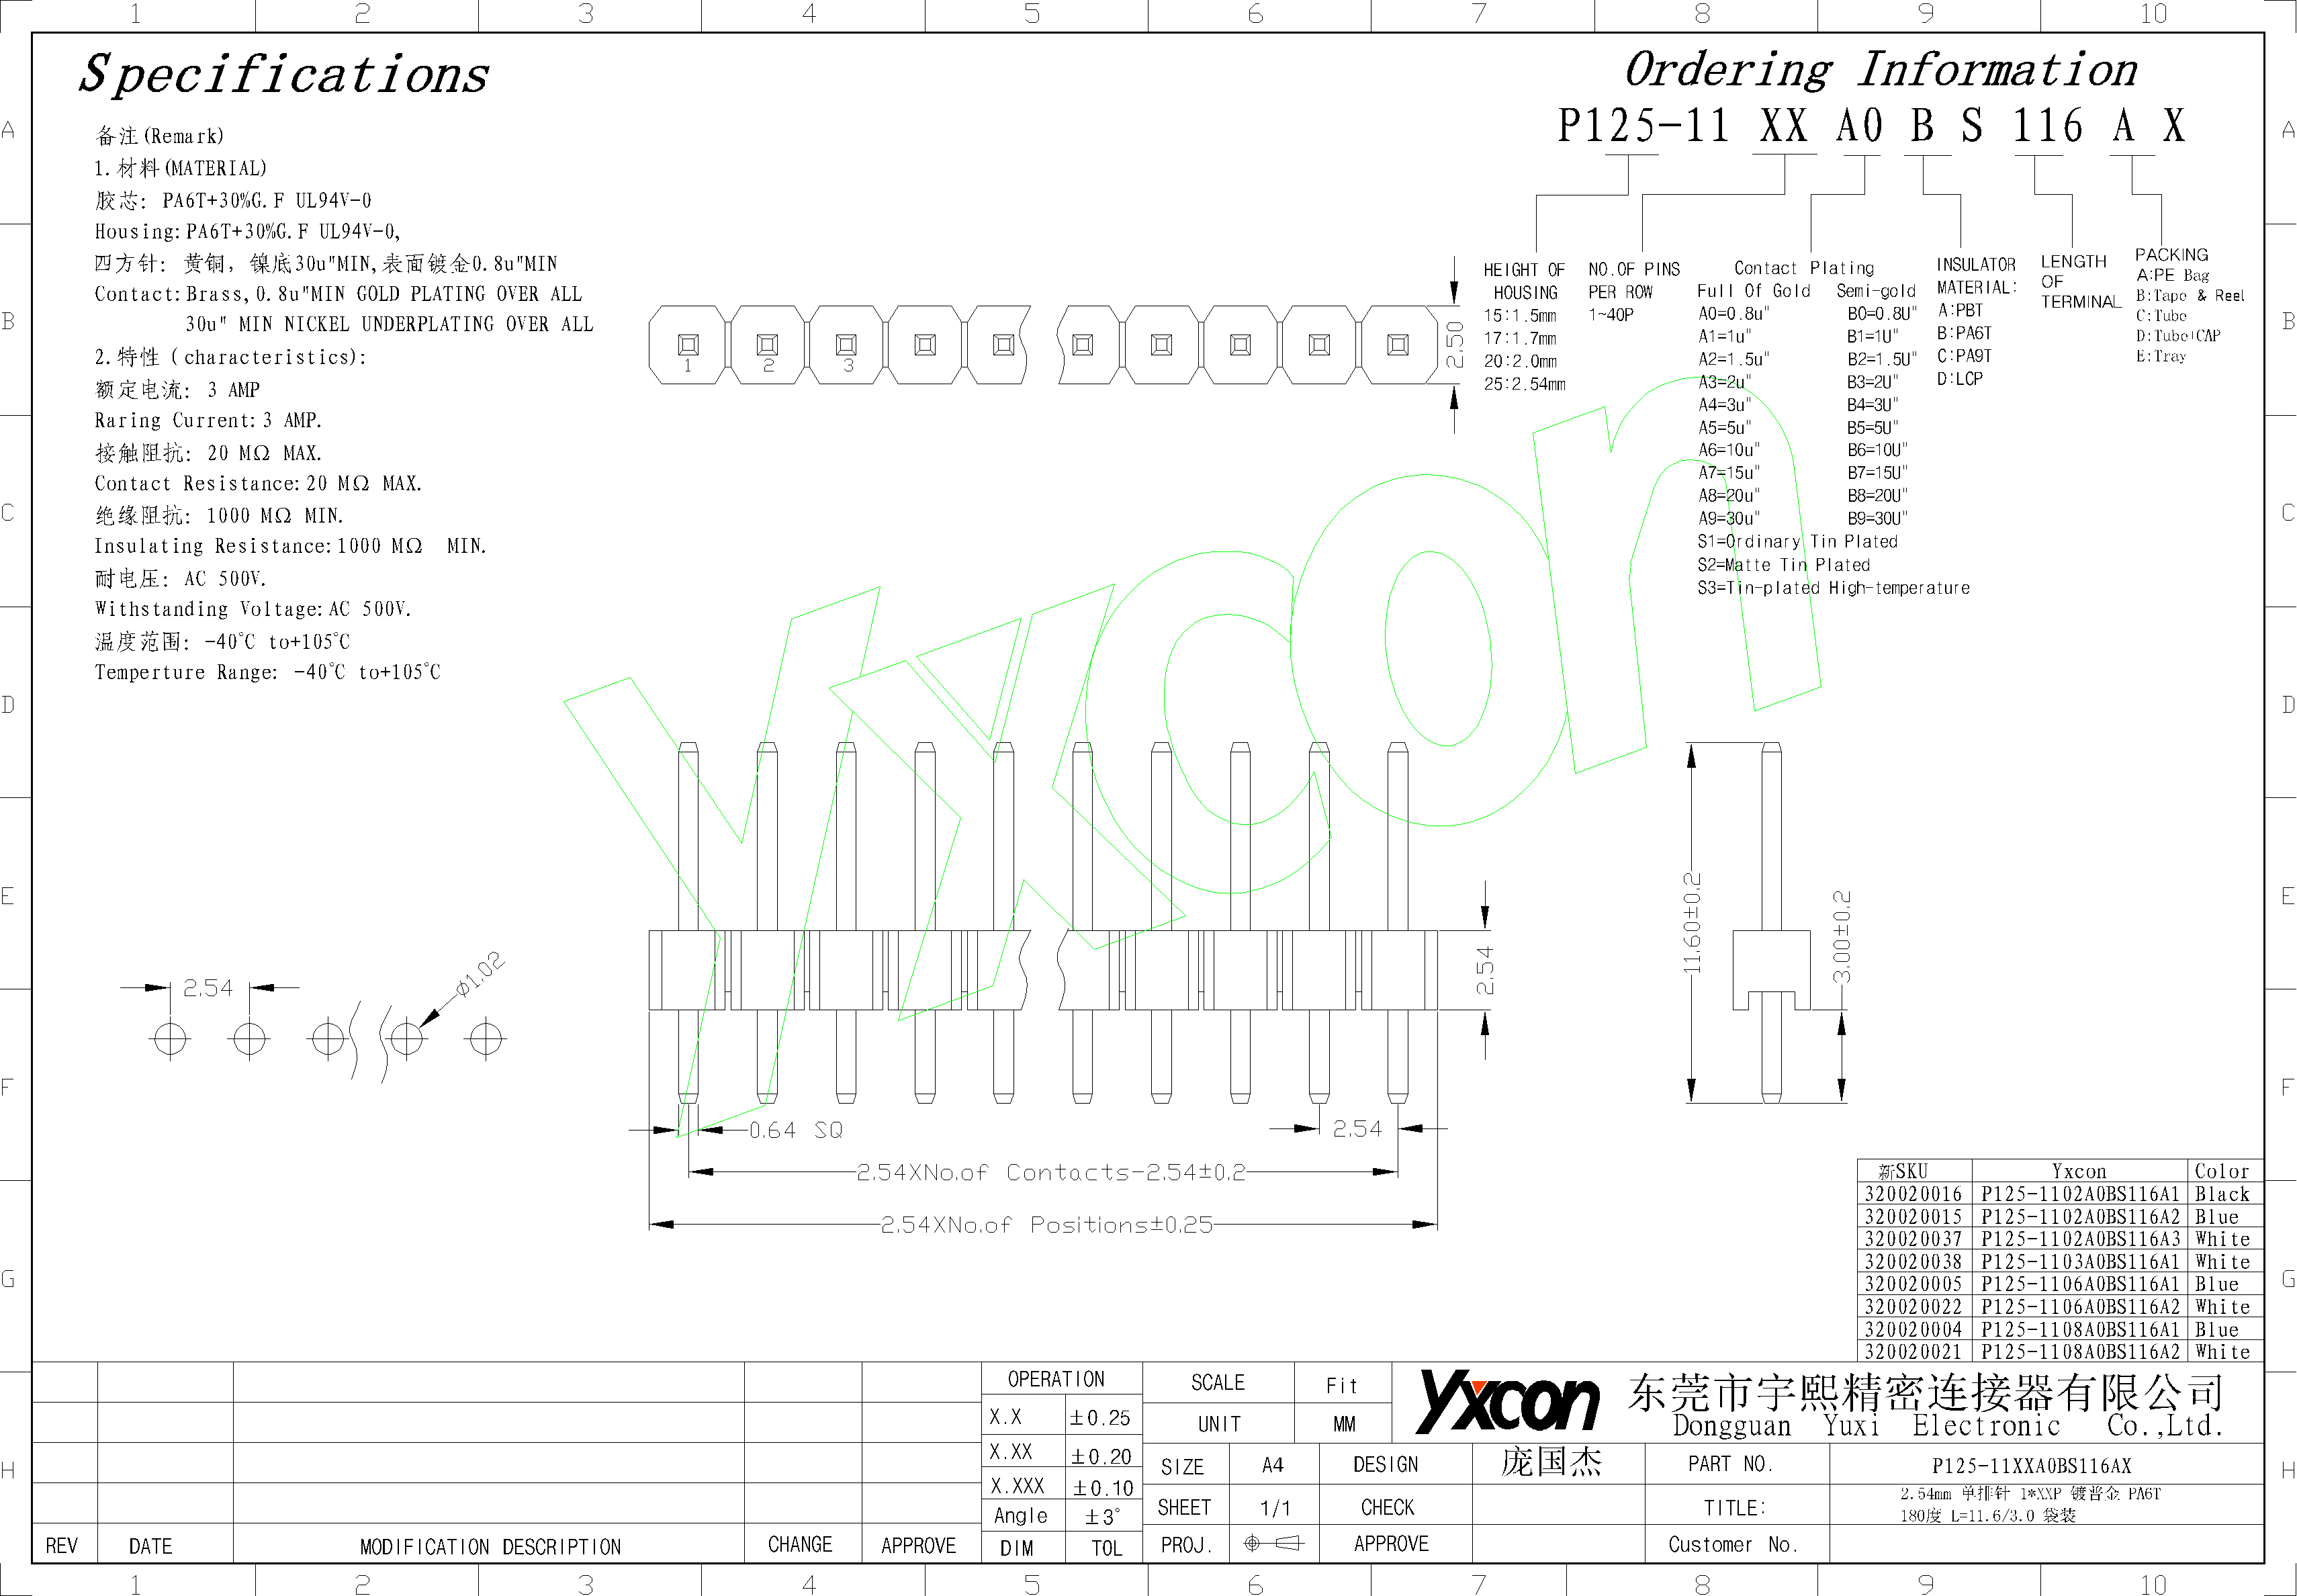 1 2 3 4 5 6 7 8 9 10
A
B
C
D
E
F
G
H
Specifications
备注(Remark)
1.材料(MATERIAL)
胶芯: PA6T+30%G.F UL94V-0
Housing:PA6T+30%G.F UL94V-0,
四方针: 黄铜, 镍底30u"MIN,表面镀金0.8u"MIN
Contact:Brass,0.8u"MIN GOLD PLATING OVER ALL
30u" MIN NICKEL UNDERPLATING OVER ALL
2.特性(characteristics):
额定电流: 3 AMP
Raring Current:3 AMP.
接触阻抗: 20 MΩ MAX.
Contact Resistance:20 MΩ MAX.
绝缘阻抗: 1000 MΩ MIN.
Insulating Resistance:1000 MΩ MIN.
耐电压: AC 500V.
Withstanding Voltage:AC 500V.
温度范围: -40℃ to+105℃
Temperture Range: -40℃ to+105℃
Ordering Information
P125-11 XX A0 B S 116 A X
HEIGHT OF
HOUSING
15:1.5mm
17:1.7mm
20:2.0mm
25:2.54mm
NO.OF PINS
PER ROW
1~40P
Contact Plating
Full Of Gold Semi-gold
A0=0.8u" B0=0.8U"
A1=1u" B1=1U"
A2=1.5u" B2=1.5U"
A3=2u" B3=2U"
A4=3u" B4=3U"
A5=5u" B5=5U"
A6=10u" B6=10U"
A7=15u" B7=15U"
A8=20u" B8=20U"
A9=30u" B9=30U"
S1=Ordinary Tin Plated
S2=Matte Tin Plated
S3=Tin-plated High-temperature
INSULATOR
MATERIAL:
A:PBT
B:PA6T
C:PA9T
D:LCP
LENGTH
OF
TERMINAL
PACKING
A:PE Bag
B:Tape & Reel
C:Tube
D:Tube+CAP
E:Tray
1 2 3
2.50
Yxcon
2.54
Ø1.02
2.54
0.64 SQ
2.54
2.54XNo.of Contacts-2.54±0.2
2.54XNo.of Positions±0.25
11.60±0.2
3.00±0.2
新SKU Yxcon Color
320020016 P125-1102A0BS116A1 Black
320020015 P125-1102A0BS116A2 Blue
320020037 P125-1102A0BS116A3 White
320020038 P125-1103A0BS116A1 White
320020005 P125-1106A0BS116A1 Blue
320020022 P125-1106A0BS116A2 White
320020004 P125-1108A0BS116A1 Blue
320020021 P125-1108A0BS116A2 White
REV DATE MODIFICATION DESCRIPTION CHANGE APPROVE
OPERATION
X.X ±0.25
X.XX ±0.20
X.XXX ±0.10
Angle ±3°
DIM TOL
SCALE Fit
UNIT MM
SIZE A4 DESIGN 庞国杰
SHEET 1/1 CHECK
PROJ. APPROVE
Yxcon
东莞市宇熙精密连接器有限公司
Dongguan Yuxi Electronic Co.,Ltd.
PART NO. P125-11XXA0BS116AX
TITLE: 2.54mm 单排针 1*XXP 镀普金 PA6T
180度 L=11.6/3.0 袋装
Customer No.
A
B
C
D
E
F
G
H
1 2 3 4 5 6 7 8 9 10